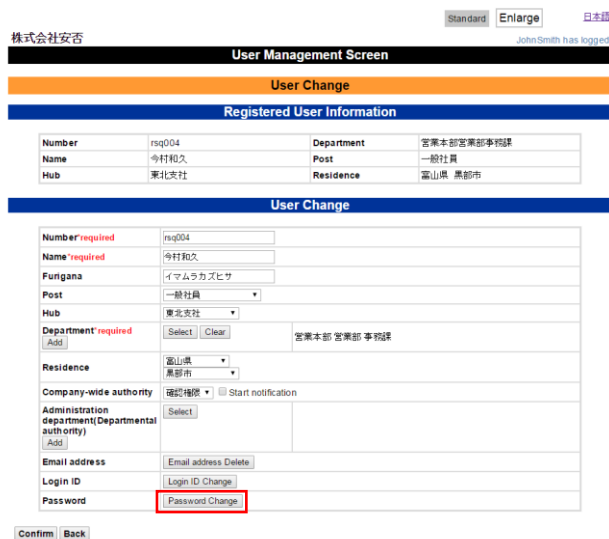 Standard Enlarge 日本語
株式会社安否
JohnSmith has logged
User Management Screen
User Change
Registered User Information
Number rsq004 Department 営業本部営業部事務課
Name 今村和久 Post 一般社員
Hub 東北支社 Residence 富山県 黒部市
User Change
Number*required rsq004
Name*required 今村和久
Furigana イマムラカズヒサ
Post 一般社員
Hub 東北支社
Department*required Select Clear 営業本部 営業部 事務課
Add
Residence 富山県
黒部市
Company-wide authority 確認権限 Start notification
Administration Select
department(Departmental
authority)
Add
Email address Email address Delete
Login ID Login ID Change
Password Password Change
Confirm Back